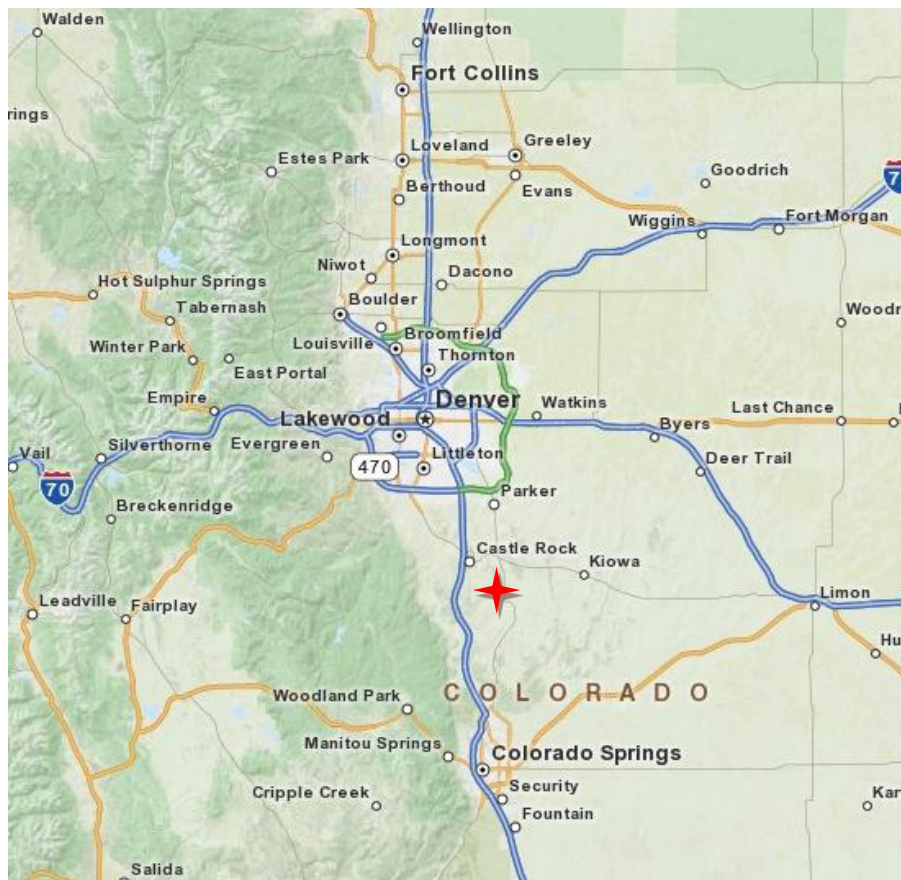 Walden
Wellington
Fort Collins
rings
Loveland
Greeley
Estes Park
Goodrich
Berthoud
Evans
Wiggins
Fort Morgan
7
Longmont
Niwot
Dacono
Hot Sulphur Springs
Boulder
Tabernash
Woodr
Broomfield
Louisville
Winter Park
Thornton
East Portal
Empire
Denver
Watkins
Last Chance
Lakewood
Byers
Evergreen
Silverthorne
Vail
Littleton
Deer Trail
470
70
Parker
Breckenridge
Castle Rock
Kiowa
Leadville
Fairplay
Limon
Hu
COLORADO
Woodland Park
Manitou Springs
Colorado Springs
Security
Cripple Creek
Kar
Fountain
Salida